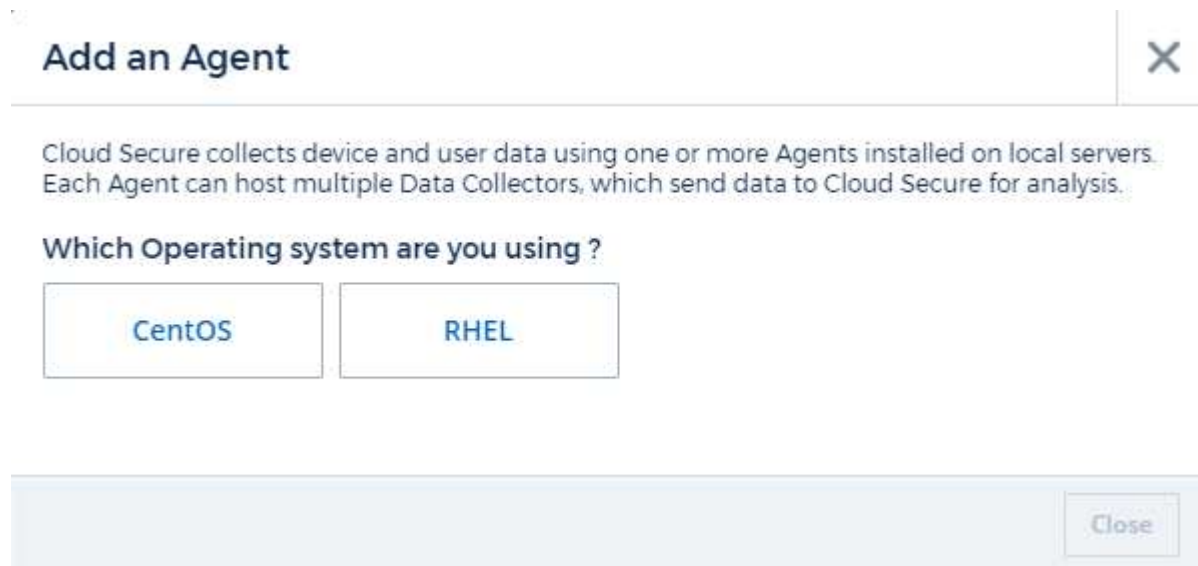 Add an Agent
Cloud Secure collects device and user data using one or more Agents installed on local servers.
Each Agent can host multiple Data Collectors, which send data to Cloud Secure for analysis.
Which Operating system are you using ?
CentOS
RHEL
Close